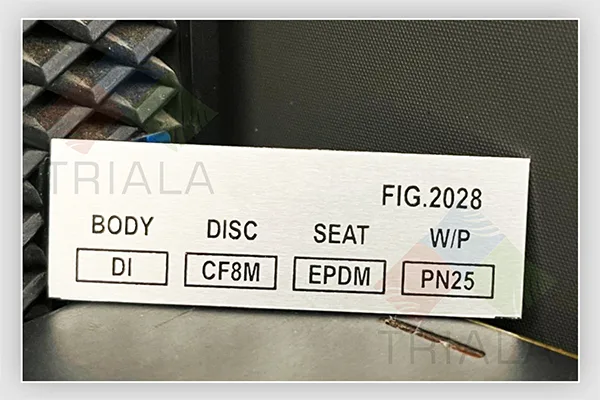 TRIALA
FIG.2028
BODY DISC SEAT W/P
DI CF8M EPDM PN25
TRIALA